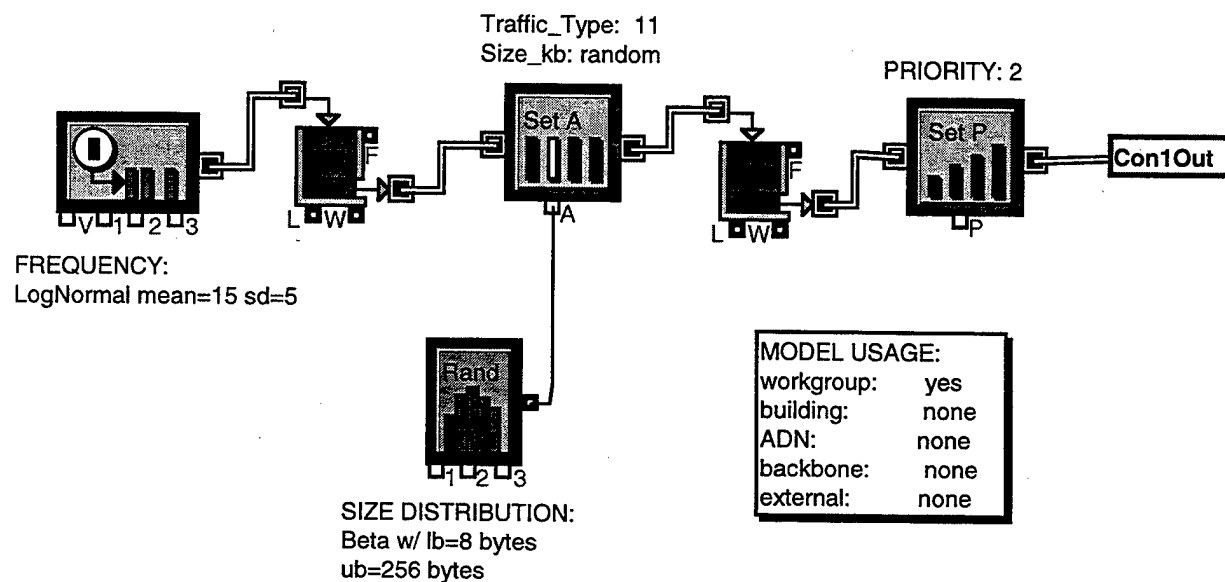 Traffic_Type: 11
Size_kb: random
PRIORITY: 2
Set A
Set P
Con1Out
F
F
V 1 2 3
L W
A
L W
P
FREQUENCY:
LogNormal mean=15 sd=5
Rand
1 2 3
SIZE DISTRIBUTION:
Beta w/ lb=8 bytes
ub=256 bytes
MODEL USAGE:
workgroup: yes
building: none
ADN: none
backbone: none
external: none